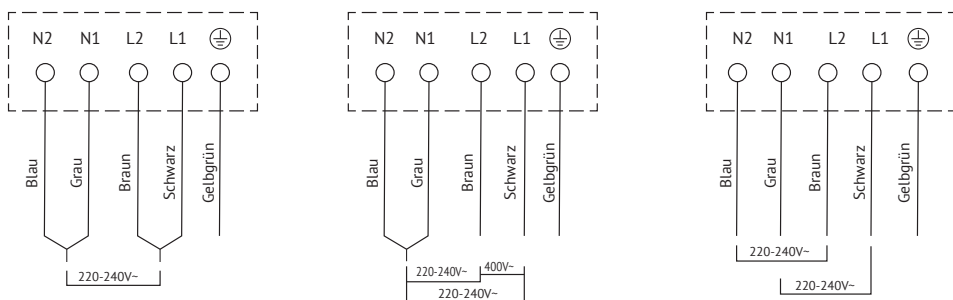 N2 N1 L2 L1
Blau
Grau
Braun
Schwarz
Gelbgrün
220-240V~
N2 N1 L2 L1
Blau
Grau
Braun
Schwarz
Gelbgrün
220-240V~ 400V~
220-240V~
N2 N1 L2 L1
Blau
Grau
Braun
Schwarz
Gelbgrün
220-240V~
220-240V~